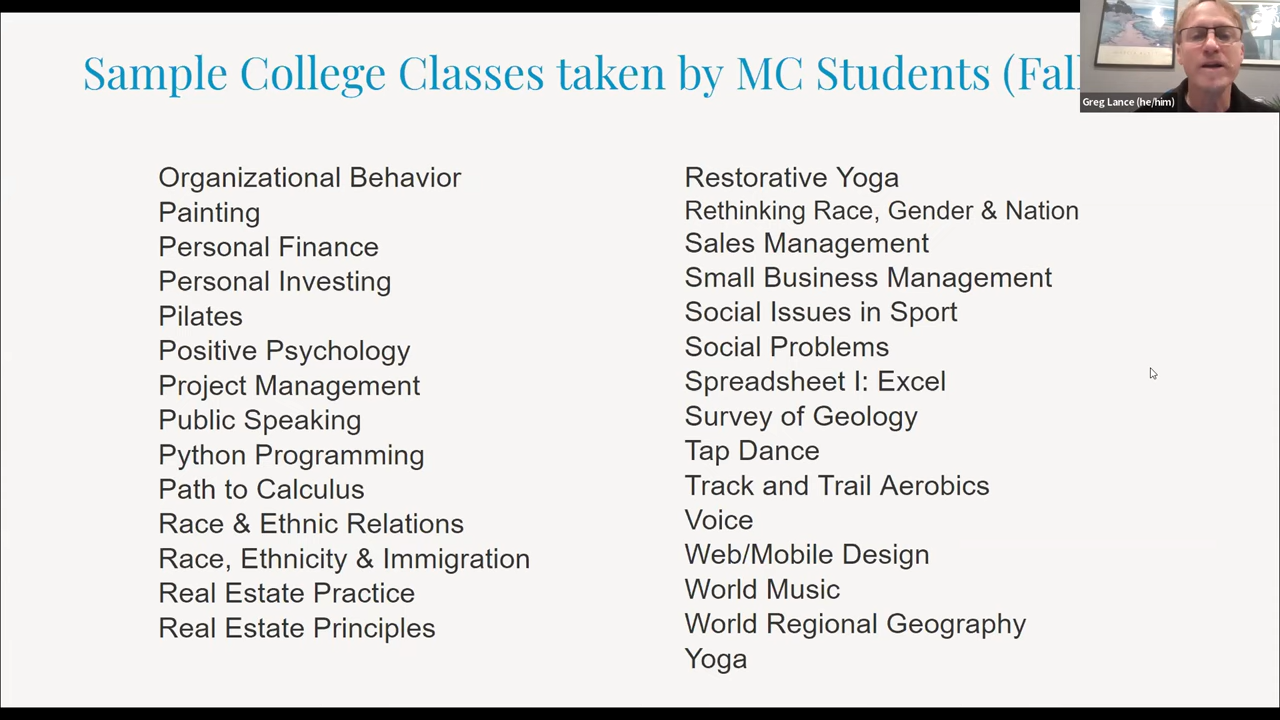 Sample College Classes taken by MC Students (Fall
Greg Lance (he/him)
Organizational Behavior
Painting
Personal Finance
Personal Investing
Pilates
Positive Psychology
Project Management
Public Speaking
Python Programming
Path to Calculus
Race & Ethnic Relations
Race, Ethnicity & Immigration
Real Estate Practice
Real Estate Principles
Restorative Yoga
Rethinking Race, Gender & Nation
Sales Management
Small Business Management
Social Issues in Sport
Social Problems
Spreadsheet I: Excel
Survey of Geology
Tap Dance
Track and Trail Aerobics
Voice
Web/Mobile Design
World Music
World Regional Geography
Yoga